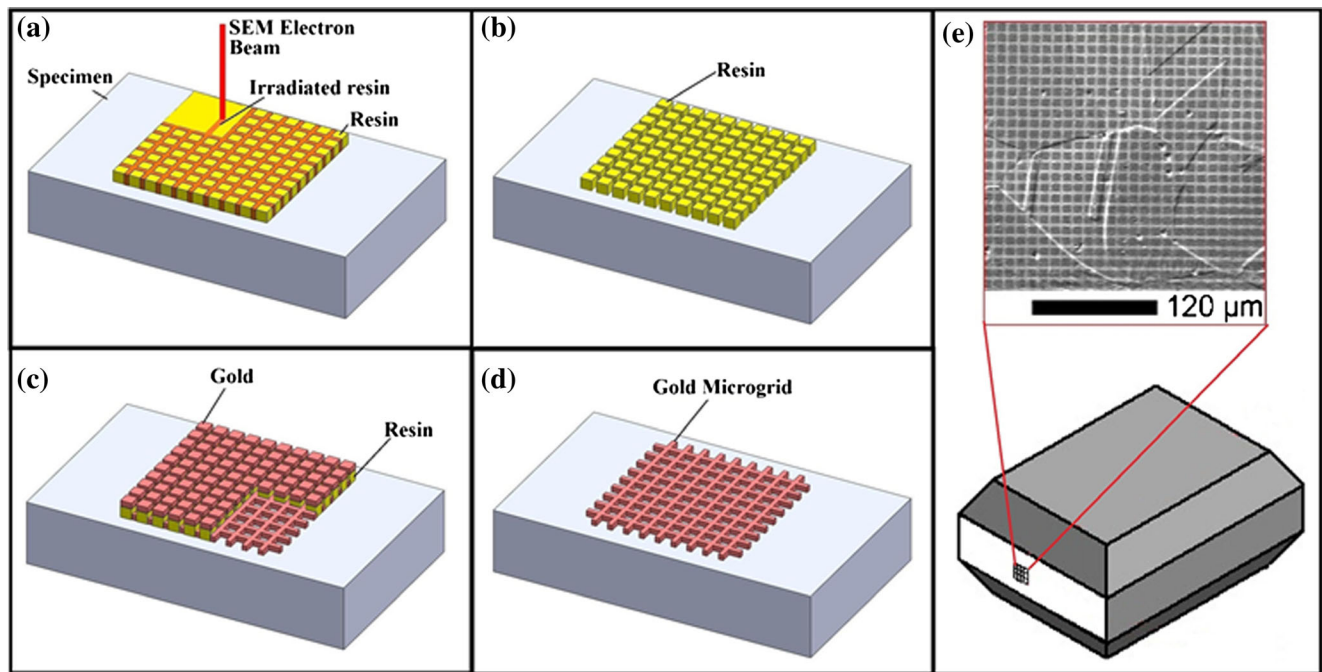 (a)
SEM Electron
Beam
Specimen
Irradiated resin
Resin
(b)
Resin
(c)
Gold
Resin
(d)
Gold Microgrid
(e)
120 µm